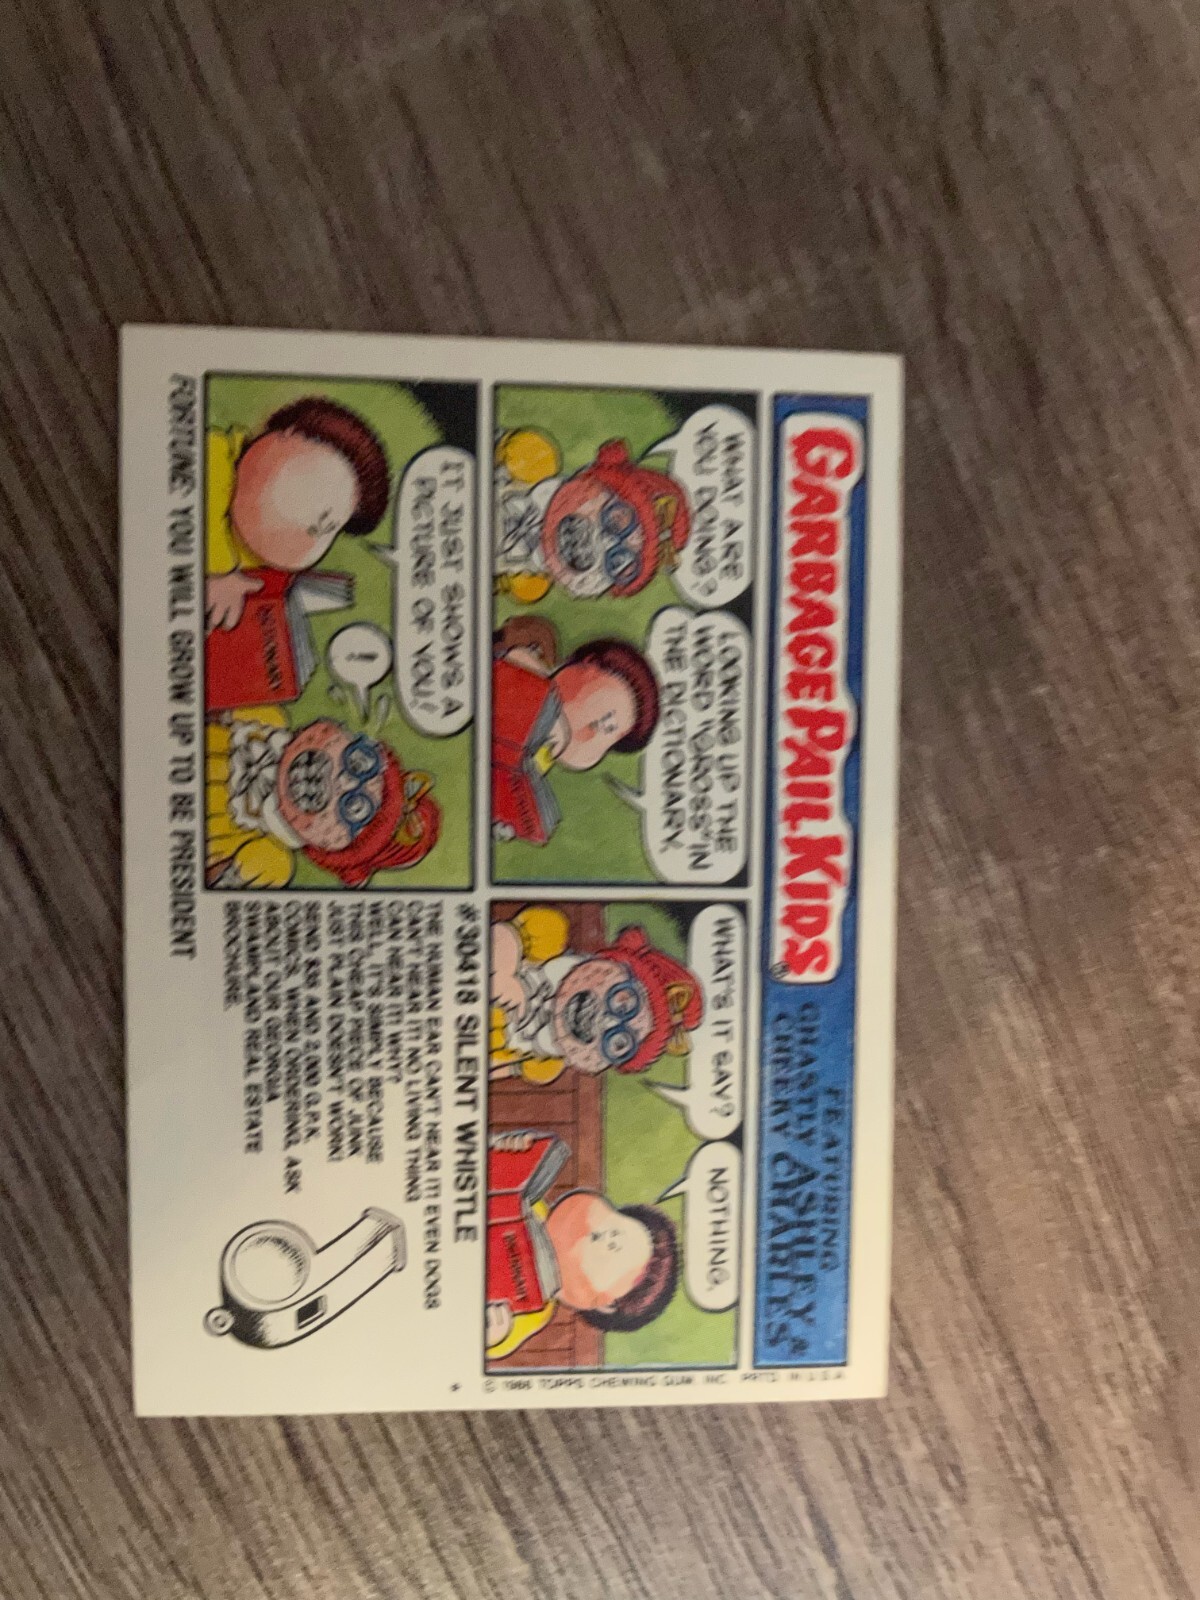 GARBAGE PAIL KIDS®
FEATURING
GHASTLY ASHLEY &
CHEEKY CHARLES
WHAT ARE
YOU DOING?
LOOKING UP THE
WORD "GROSS" IN
THE DICTIONARY.
DICTIONARY
WHAT'S IT SAY?
NOTHING.
DICTIONARY
IT JUST SHOWS A
PICTURE OF YOU!
!
DICTIONARY
#30418 SILENT WHISTLE
THE HUMAN EAR CAN'T HEAR IT! EVEN DOGS
CAN'T HEAR IT! NO LIVING THING
CAN HEAR IT! WHY?
WELL, IT'S SIMPLY BECAUSE
THIS CHEAP PIECE OF JUNK
JUST PLAIN DOESN'T WORK!
SEND $35 AND 2,000 G.P.K.
COMICS. WHEN ORDERING, ASK
ABOUT OUR GEORGIA
SWAMPLAND REAL ESTATE
BROCHURE.
FORTUNE: YOU WILL GROW UP TO BE PRESIDENT
* © 1986 TOPPS CHEWING GUM, INC. PRTD. IN U.S.A.